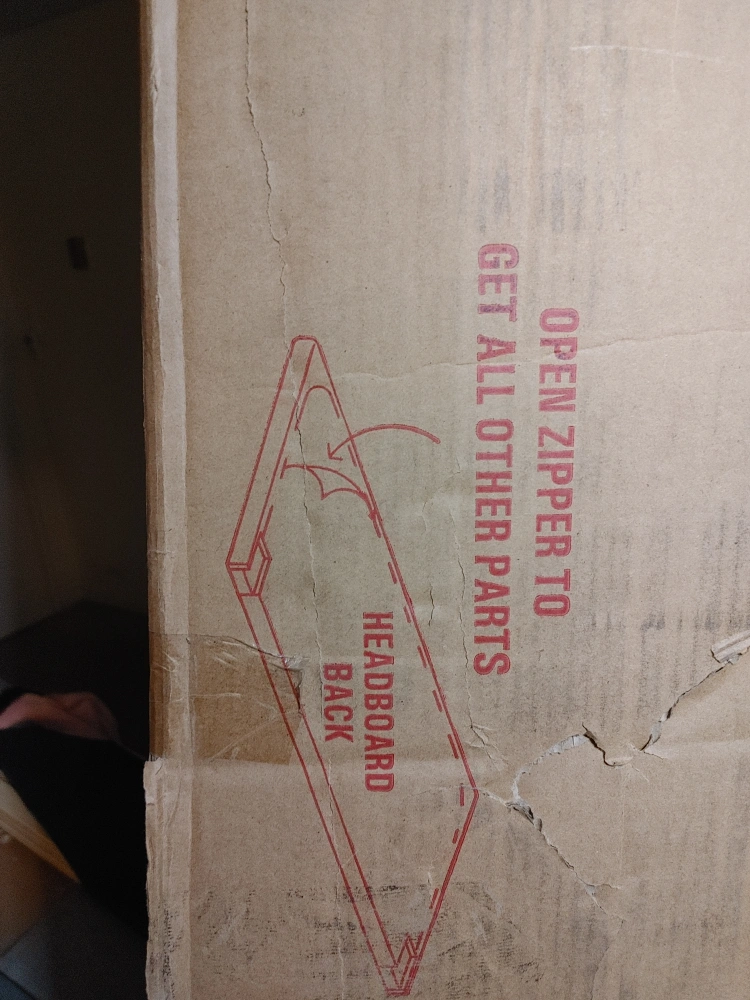 OPEN ZIPPER TO
GET ALL OTHER PARTS
HEADBOARD
BACK